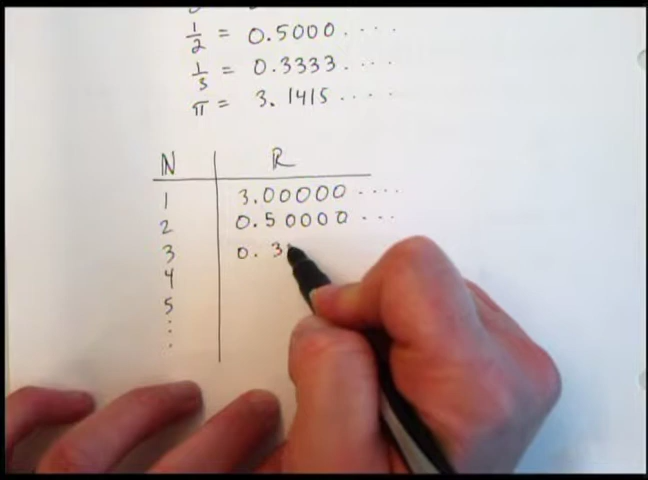 1/2 = 0.5000....
1/3 = 0.3333....
π = 3.1415....
N R
1 3.00000....
2 0.50000...
3 0.3
4
5
:
.